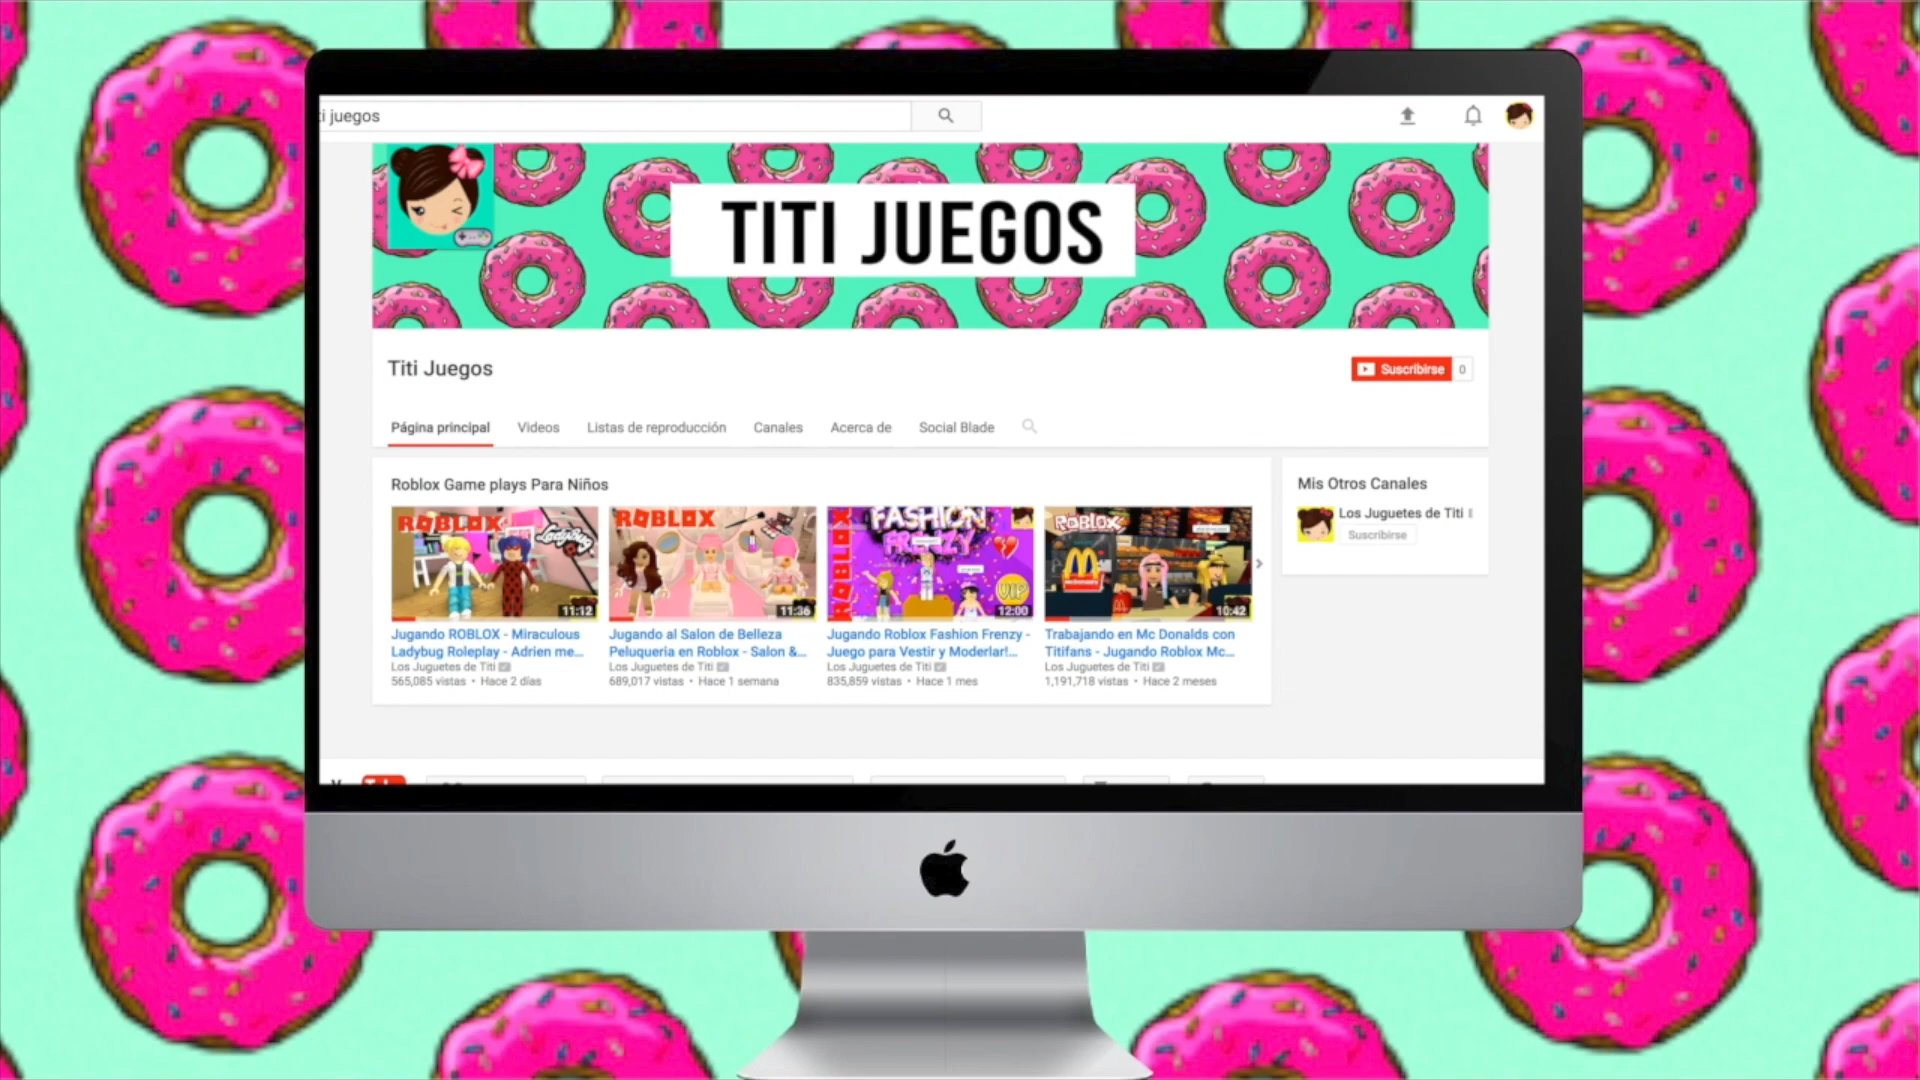 ti juegos
TITI JUEGOS
Titi Juegos
Suscribirse 0
Página principal Videos Listas de reproducción Canales Acerca de Social Blade
Roblox Game plays Para Niños
Mis Otros Canales
Los Juguetes de Titi
Suscribirse
ROBLOX Ladybug 11:12
ROBLOX 11:36
ROBLOX FASHION FRENZY VIP 12:00
ROBLOX McDonald's 10:42
Jugando ROBLOX - Miraculous
Ladybug Roleplay - Adrien me...
Los Juguetes de Titi
565,085 vistas • Hace 2 días
Jugando al Salon de Belleza
Peluqueria en Roblox - Salon &...
Los Juguetes de Titi
689,017 vistas • Hace 1 semana
Jugando Roblox Fashion Frenzy -
Juego para Vestir y Moderlar!...
Los Juguetes de Titi
835,859 vistas • Hace 1 mes
Trabajando en Mc Donalds con
Titifans - Jugando Roblox Mc...
Los Juguetes de Titi
1,191,718 vistas • Hace 2 meses